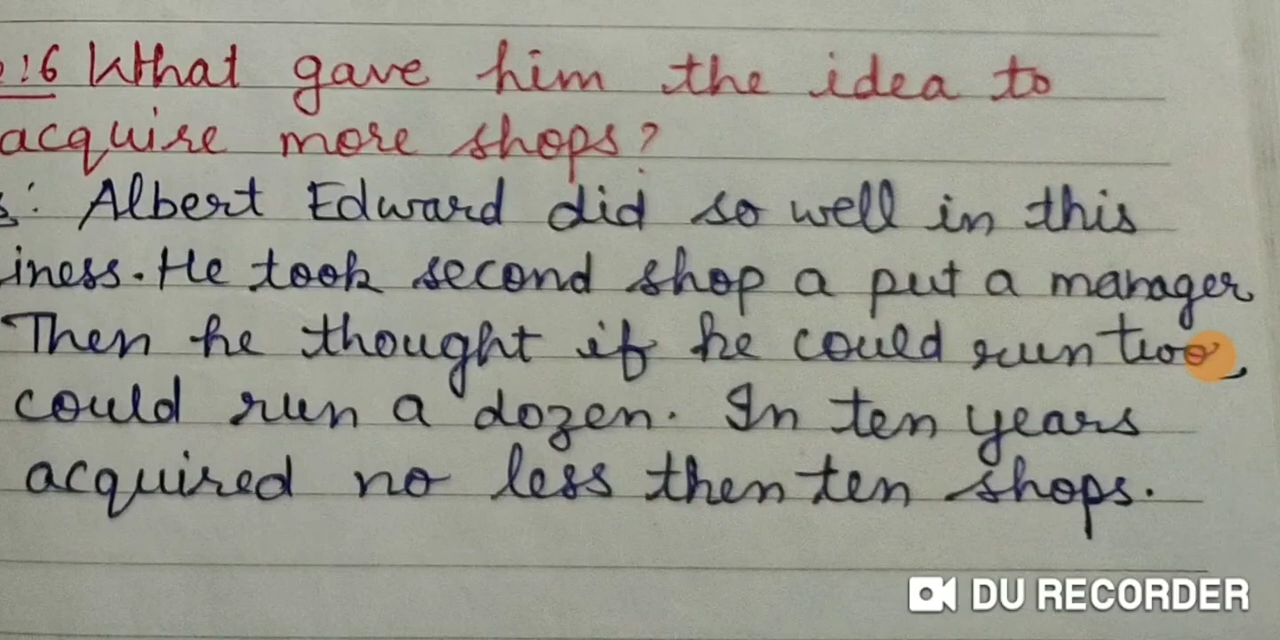 :6 What gave him the idea to
acquire more shops?
s: Albert Edward did so well in this
iness. He took second shop a put a manager
Then he thought if he could run two,
could run a dozen. In ten years
acquired no less then ten shops.
DU RECORDER